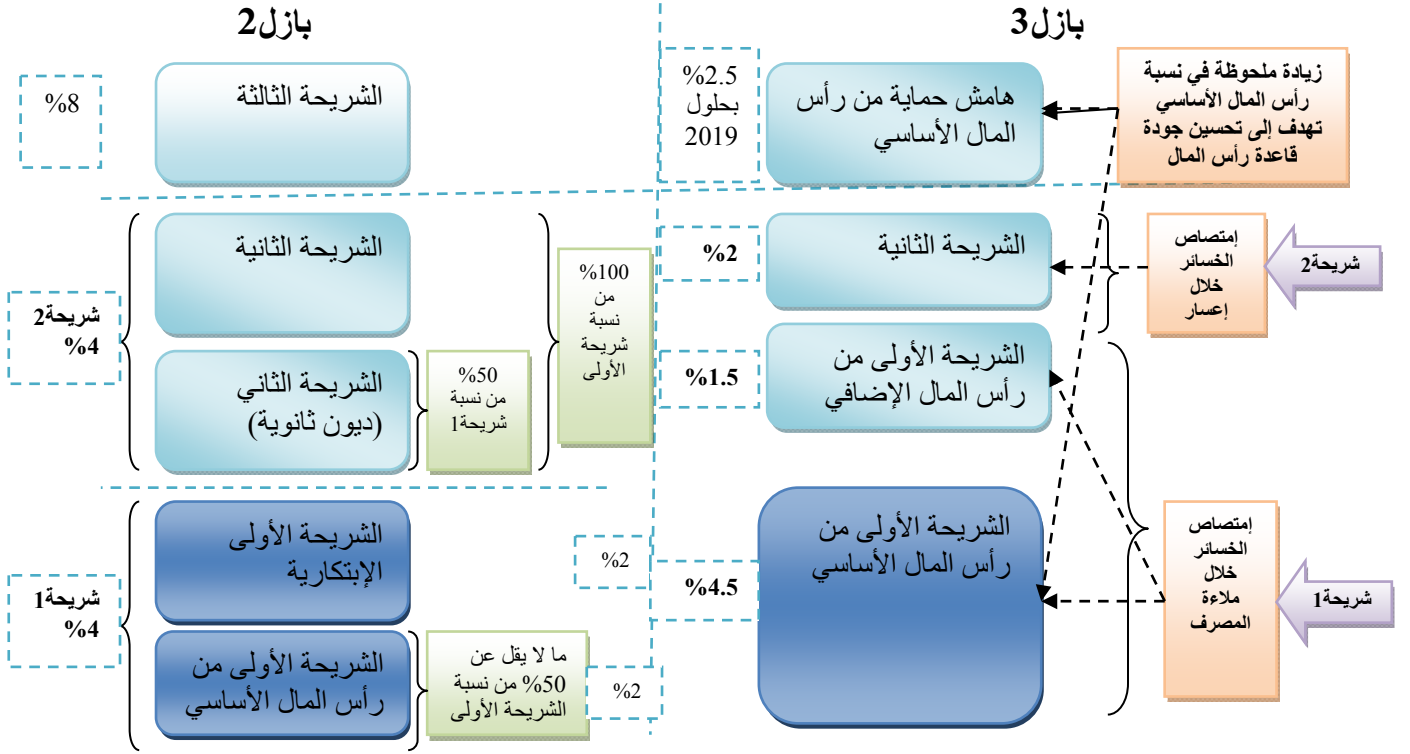 بازل3
بازل2
زيادة ملحوظة في نسبة
رأس المال الأساسي
تهدف إلى تحسين جودة
قاعدة رأس المال
هامش حماية من رأس
المال الأساسي
%2.5
بحلول
2019
الشريحة الثالثة
%8
شريحة2
إمتصاص
الخسائر
خلال
إعسار
الشريحة الثانية
%2
%100
من
نسبة
شريحة
الأولى
الشريحة الثانية
شريحة2
%4
الشريحة الأولى من
رأس المال الإضافي
%1.5
%50
من نسبة
شريحة1
الشريحة الثاني
(ديون ثانوية)
شريحة1
إمتصاص
الخسائر
خلال
ملاءة
المصرف
الشريحة الأولى من
رأس المال الأساسي
%4.5
%2
الشريحة الأولى
الإبتكارية
شريحة1
%4
%2
ما لا يقل عن
50% من نسبة
الشريحة الأولى
الشريحة الأولى من
رأس المال الأساسي